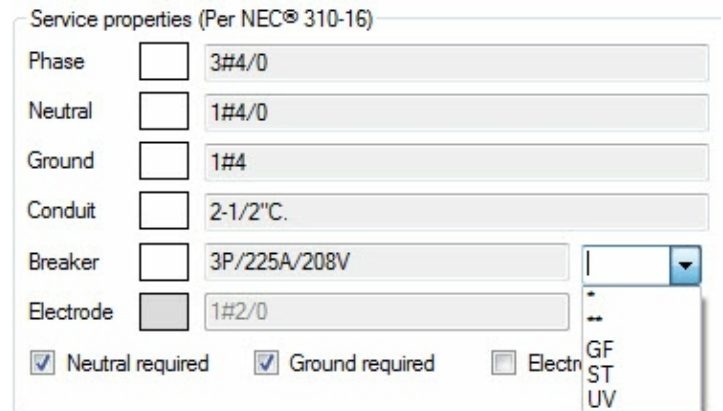 Service properties (Per NEC® 310-16)
Phase 3#4/0
Neutral 1#4/0
Ground 1#4
Conduit 2-1/2"C.
Breaker 3P/225A/208V
*
Electrode 1#2/0
**
GF
Neutral required Ground required Electr
ST
UV